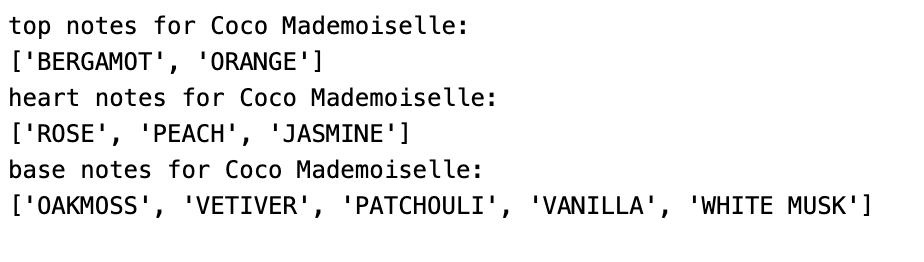 top notes for Coco Mademoiselle:
['BERGAMOT', 'ORANGE']
heart notes for Coco Mademoiselle:
['ROSE', 'PEACH', 'JASMINE']
base notes for Coco Mademoiselle:
['OAKMOSS', 'VETIVER', 'PATCHOULI', 'VANILLA', 'WHITE MUSK']